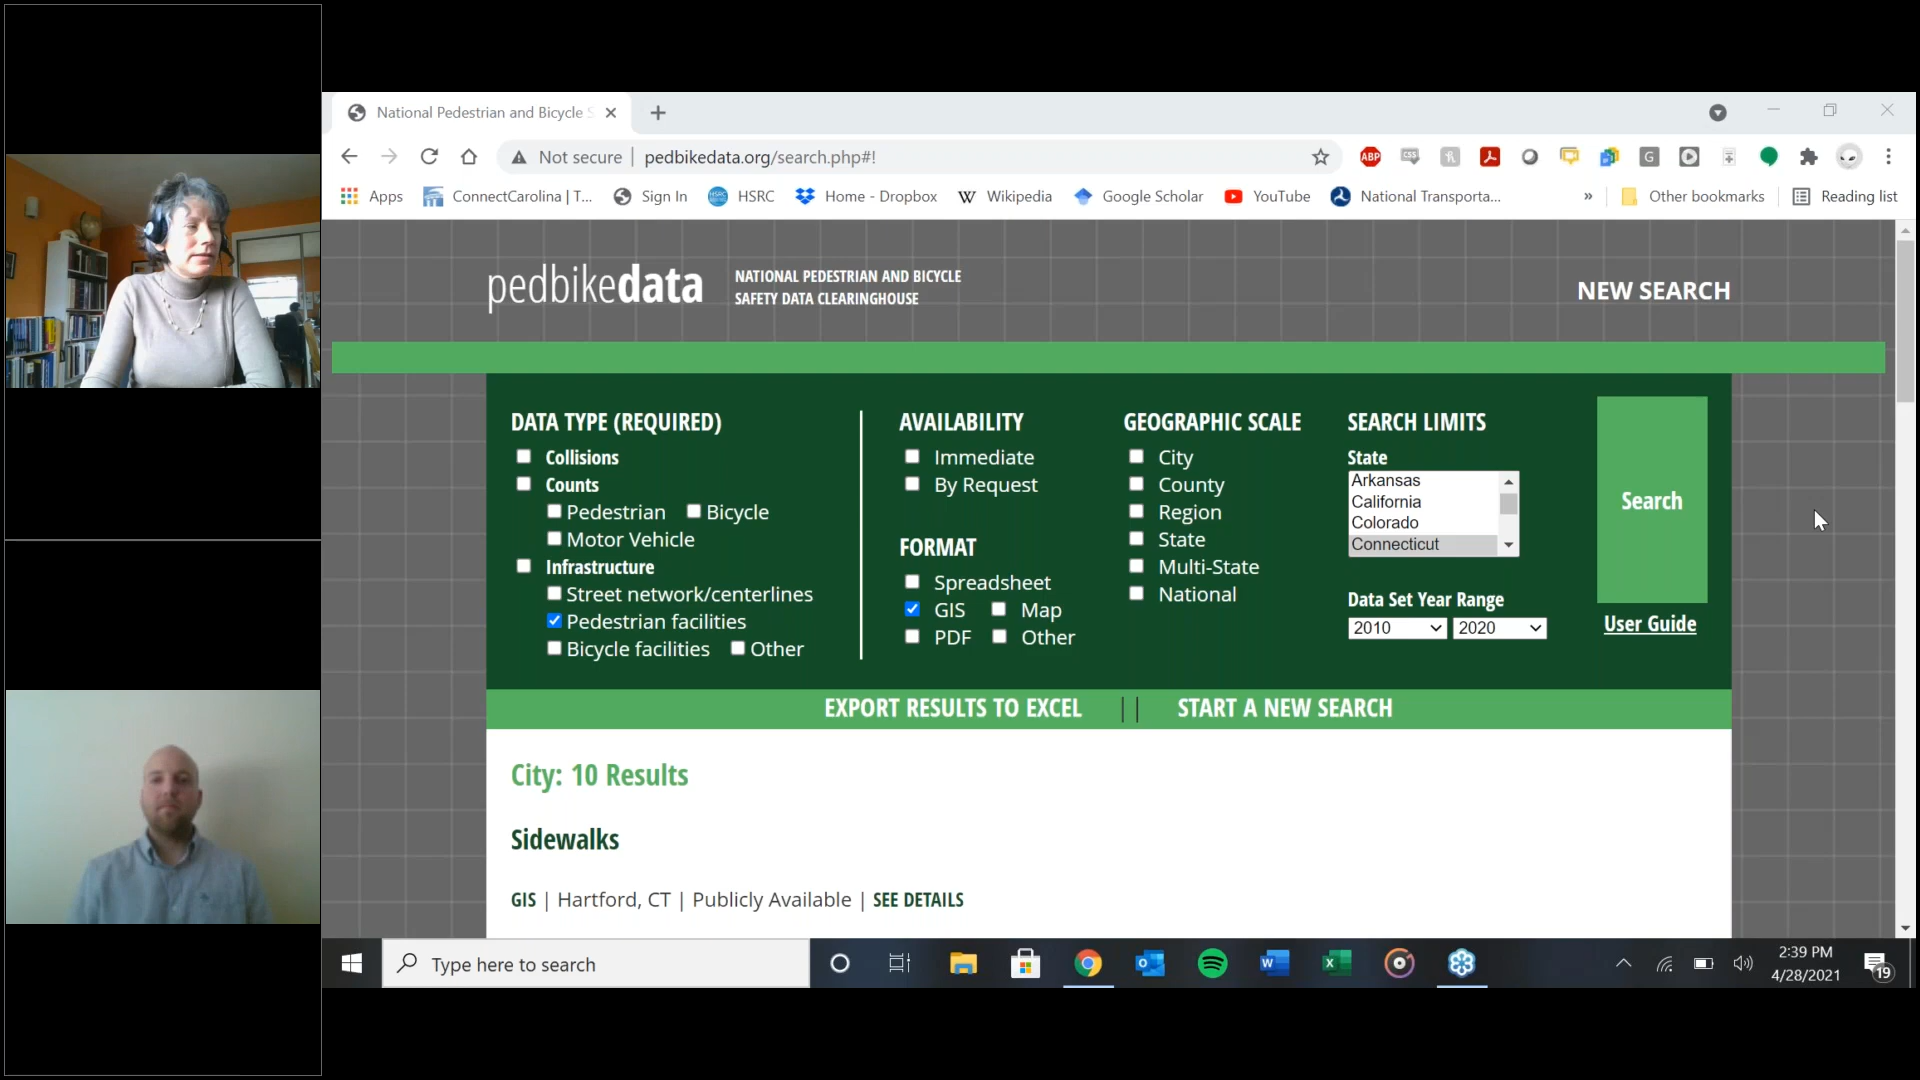 National Pedestrian and Bicycle S
Not secure | pedbikedata.org/search.php#!
Apps ConnectCarolina | T... Sign In HSRC Home - Dropbox Wikipedia Google Scholar YouTube National Transporta... » Other bookmarks Reading list
pedbikedata
NATIONAL PEDESTRIAN AND BICYCLE
SAFETY DATA CLEARINGHOUSE
NEW SEARCH
DATA TYPE (REQUIRED)
Collisions
Counts
Pedestrian Bicycle
Motor Vehicle
Infrastructure
Street network/centerlines
Pedestrian facilities
Bicycle facilities Other
AVAILABILITY
Immediate
By Request
FORMAT
Spreadsheet
GIS Map
PDF Other
GEOGRAPHIC SCALE
City
County
Region
State
Multi-State
National
SEARCH LIMITS
State
Arkansas
California
Colorado
Connecticut
Data Set Year Range
2010 2020
Search
User Guide
EXPORT RESULTS TO EXCEL || START A NEW SEARCH
City: 10 Results
Sidewalks
GIS | Hartford, CT | Publicly Available | SEE DETAILS
Type here to search
2:39 PM
4/28/2021
19